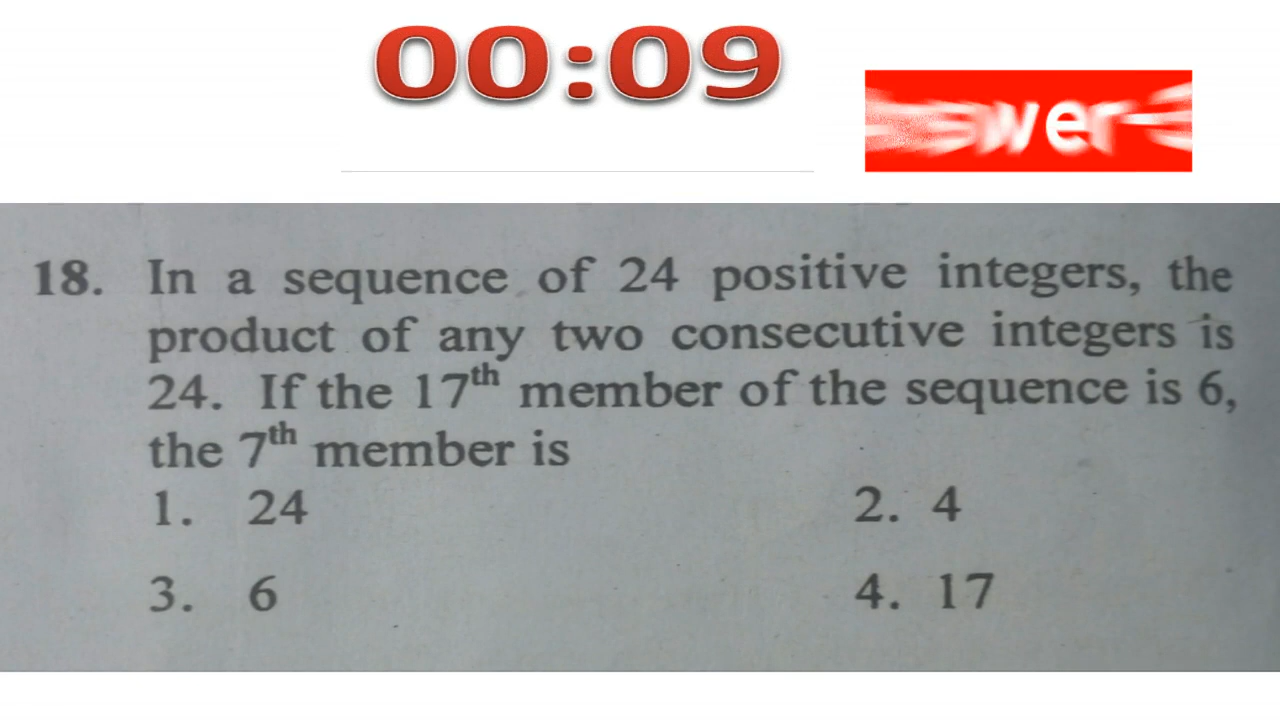 00:09
18. In a sequence of 24 positive integers, the
product of any two consecutive integers is
24. If the 17th member of the sequence is 6,
the 7th member is
1. 24 2. 4
3. 6 4. 17